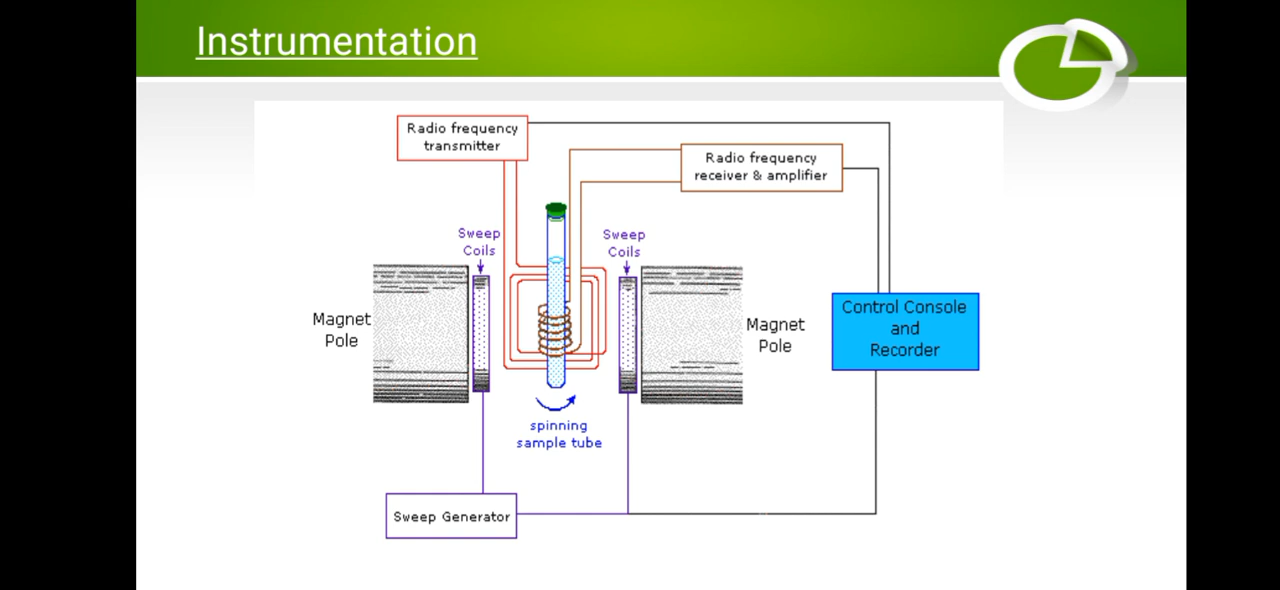 Instrumentation
Radio frequency
transmitter
Radio frequency
receiver & amplifier
Sweep
Coils
Sweep
Coils
Magnet
Pole
Magnet
Pole
Control Console
and
Recorder
spinning
sample tube
Sweep Generator